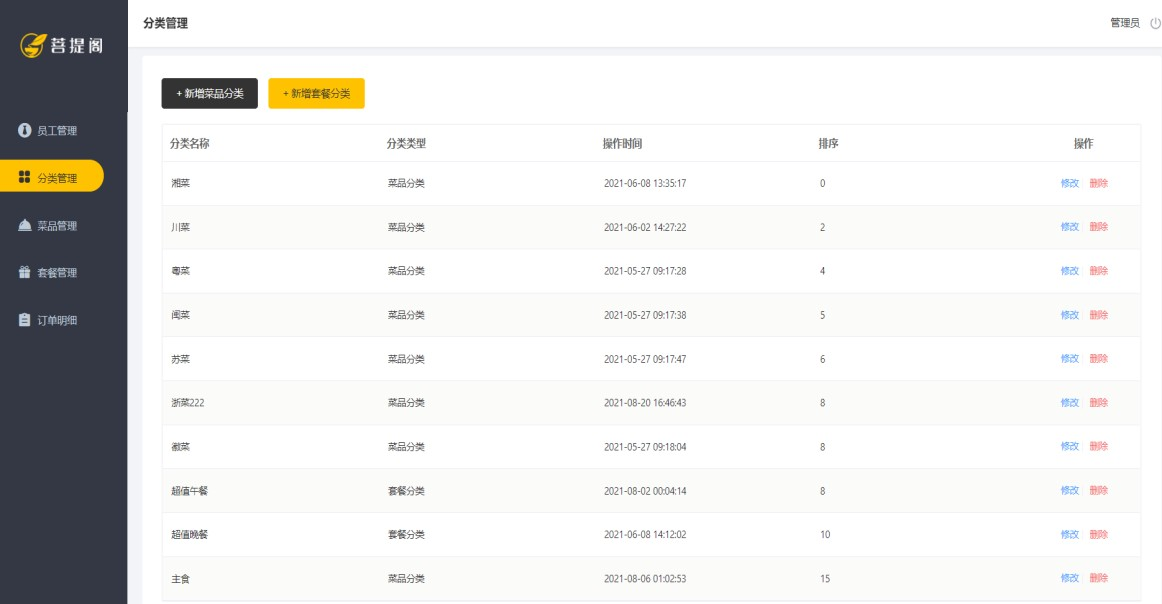 菩提阁
分类管理
管理员
员工管理
分类管理
菜品管理
套餐管理
订单明细
+ 新增菜品分类 + 新增套餐分类
分类名称 分类类型 操作时间 排序 操作
湘菜 菜品分类 2021-06-08 13:35:17 0 修改 删除
川菜 菜品分类 2021-06-02 14:27:22 2 修改 删除
粤菜 菜品分类 2021-05-27 09:17:28 4 修改 删除
闽菜 菜品分类 2021-05-27 09:17:38 5 修改 删除
苏菜 菜品分类 2021-05-27 09:17:47 6 修改 删除
浙菜222 菜品分类 2021-08-20 16:46:43 8 修改 删除
徽菜 菜品分类 2021-05-27 09:18:04 8 修改 删除
超值午餐 套餐分类 2021-08-02 00:04:14 8 修改 删除
超值晚餐 套餐分类 2021-06-08 14:12:02 10 修改 删除
主食 菜品分类 2021-08-06 01:02:53 15 修改 删除